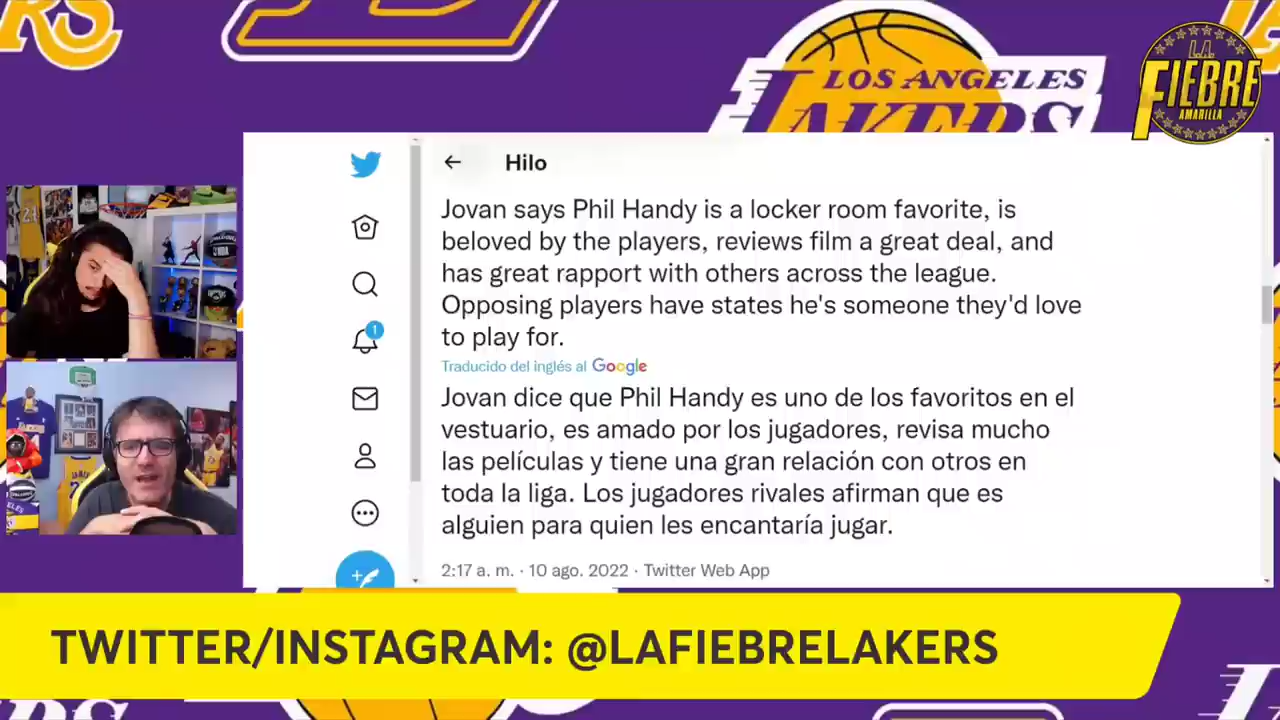 LOS ANGELES
LAKERS
L.A.
FIEBRE
AMARILLA
Hilo
Jovan says Phil Handy is a locker room favorite, is
beloved by the players, reviews film a great deal, and
has great rapport with others across the league.
Opposing players have states he's someone they'd love
to play for.
Traducido del inglés al Google
Jovan dice que Phil Handy es uno de los favoritos en el
vestuario, es amado por los jugadores, revisa mucho
las películas y tiene una gran relación con otros en
toda la liga. Los jugadores rivales afirman que es
alguien para quien les encantaría jugar.
2:17 a. m. · 10 ago. 2022 · Twitter Web App
1
TWITTER/INSTAGRAM: @LAFIEBRELAKERS